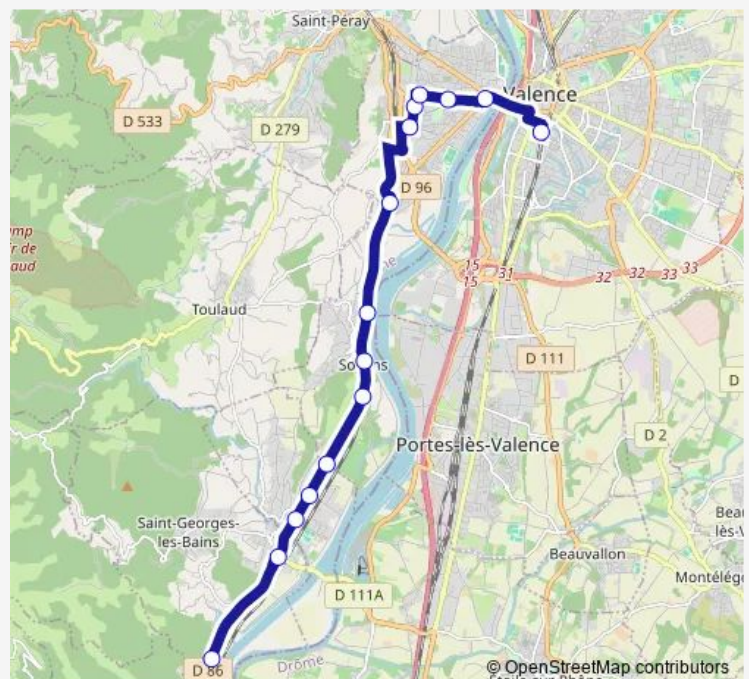 Saint-Péray
Valence
D 533
D 279
D 96
15
15
31
32
32
33
33
Toulaud
D 111
D
D 2
Portes-lès-Valence
Saint-Georges-
les-Bains
Beauvallon
D 111A
D 86
Drôme
© OpenStreetMap contributors